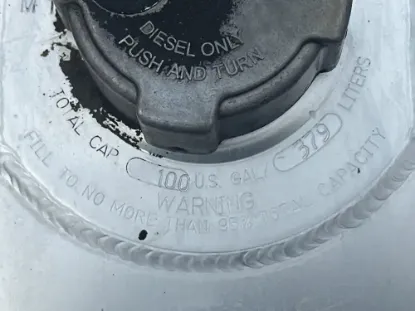 DIESEL ONLY
PUSH AND TURN
TOTAL CAP 100 U.S. GAL/ 379 LITERS
WARNING
FILL TO NO MORE THAN 95% TOTAL CAPACITY